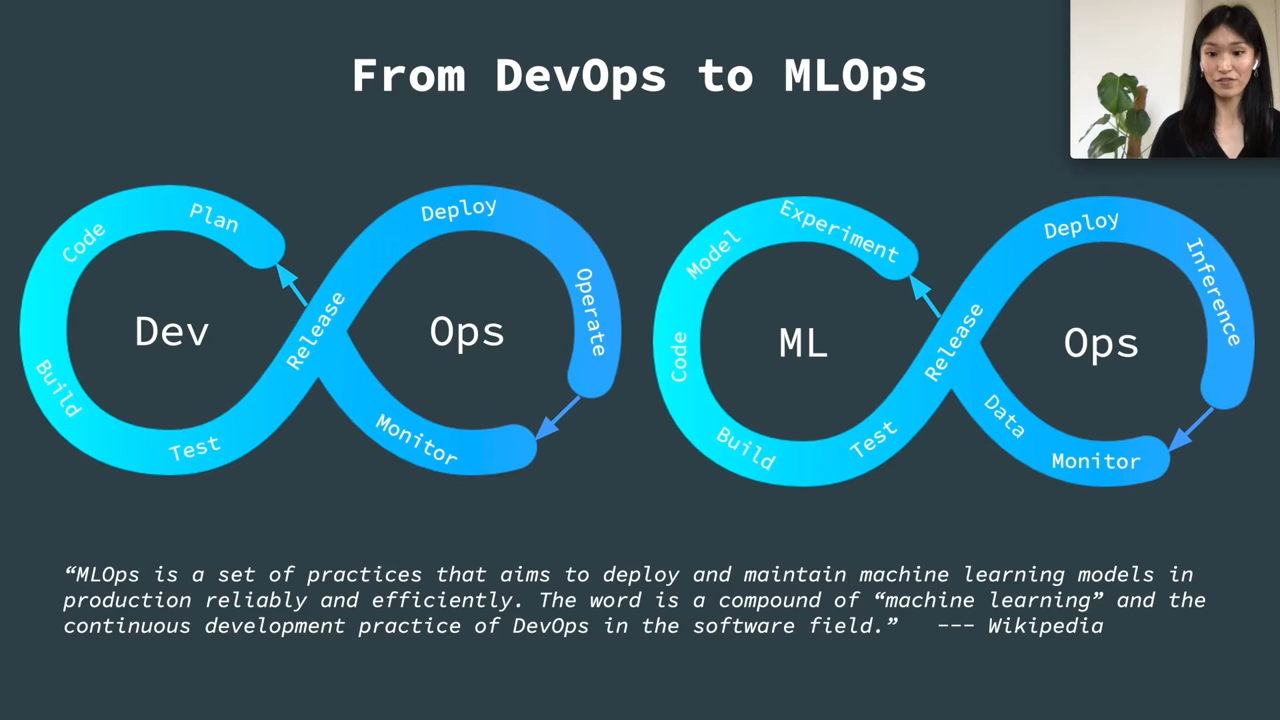 From DevOps to MLOps
Plan
Code
Build
Test
Release
Deploy
Operate
Monitor
Dev
Ops
Experiment
Model
Code
Build
Test
Release
Deploy
Inference
Monitor
Data
ML
Ops
“MLOps is a set of practices that aims to deploy and maintain machine learning models in
production reliably and efficiently. The word is a compound of “machine learning” and the
continuous development practice of DevOps in the software field.” --- Wikipedia